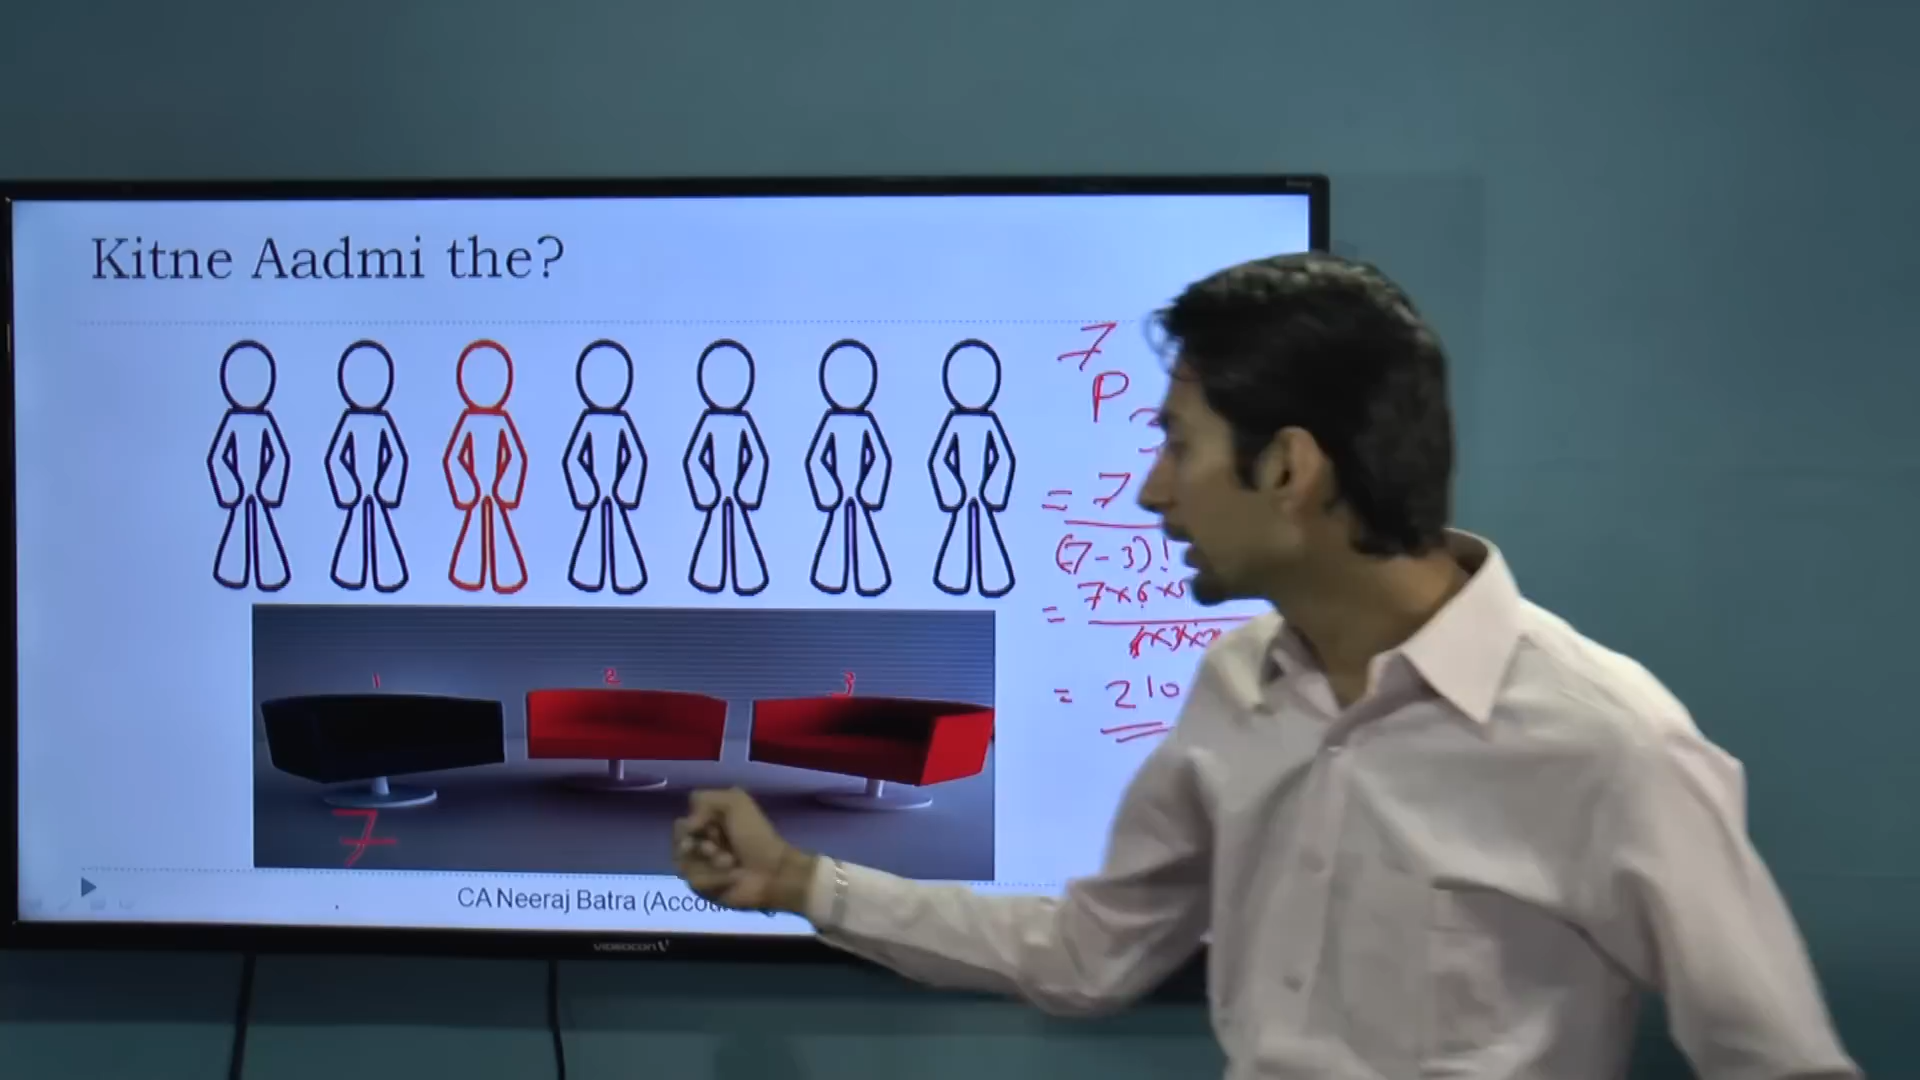 Kitne Aadmi the?
7
P
3
= 7
(7-3)!
= 7×6×5
= 210
1 2 3
7
CA Neeraj Batra
VIDEOCON